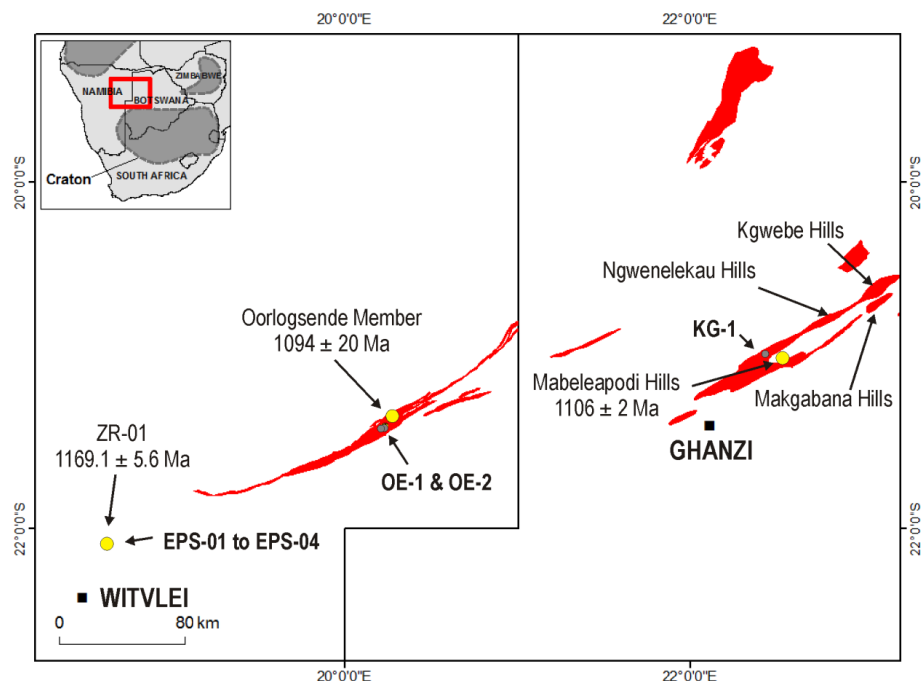 20°0'0"E
22°0'0"E
NAMIBIA
ZIMBABWE
BOTSWANA
Craton
SOUTH AFRICA
20°0'0"S
20°0'0"S
Kgwebe Hills
Ngwenelekau Hills
Oorlogsende Member
1094 ± 20 Ma
KG-1
Mabeleapodi Hills
1106 ± 2 Ma
Makgabana Hills
ZR-01
1169.1 ± 5.6 Ma
OE-1 & OE-2
GHANZI
22°0'0"S
22°0'0"S
EPS-01 to EPS-04
WITVLEI
0 80 km
20°0'0"E
22°0'0"E